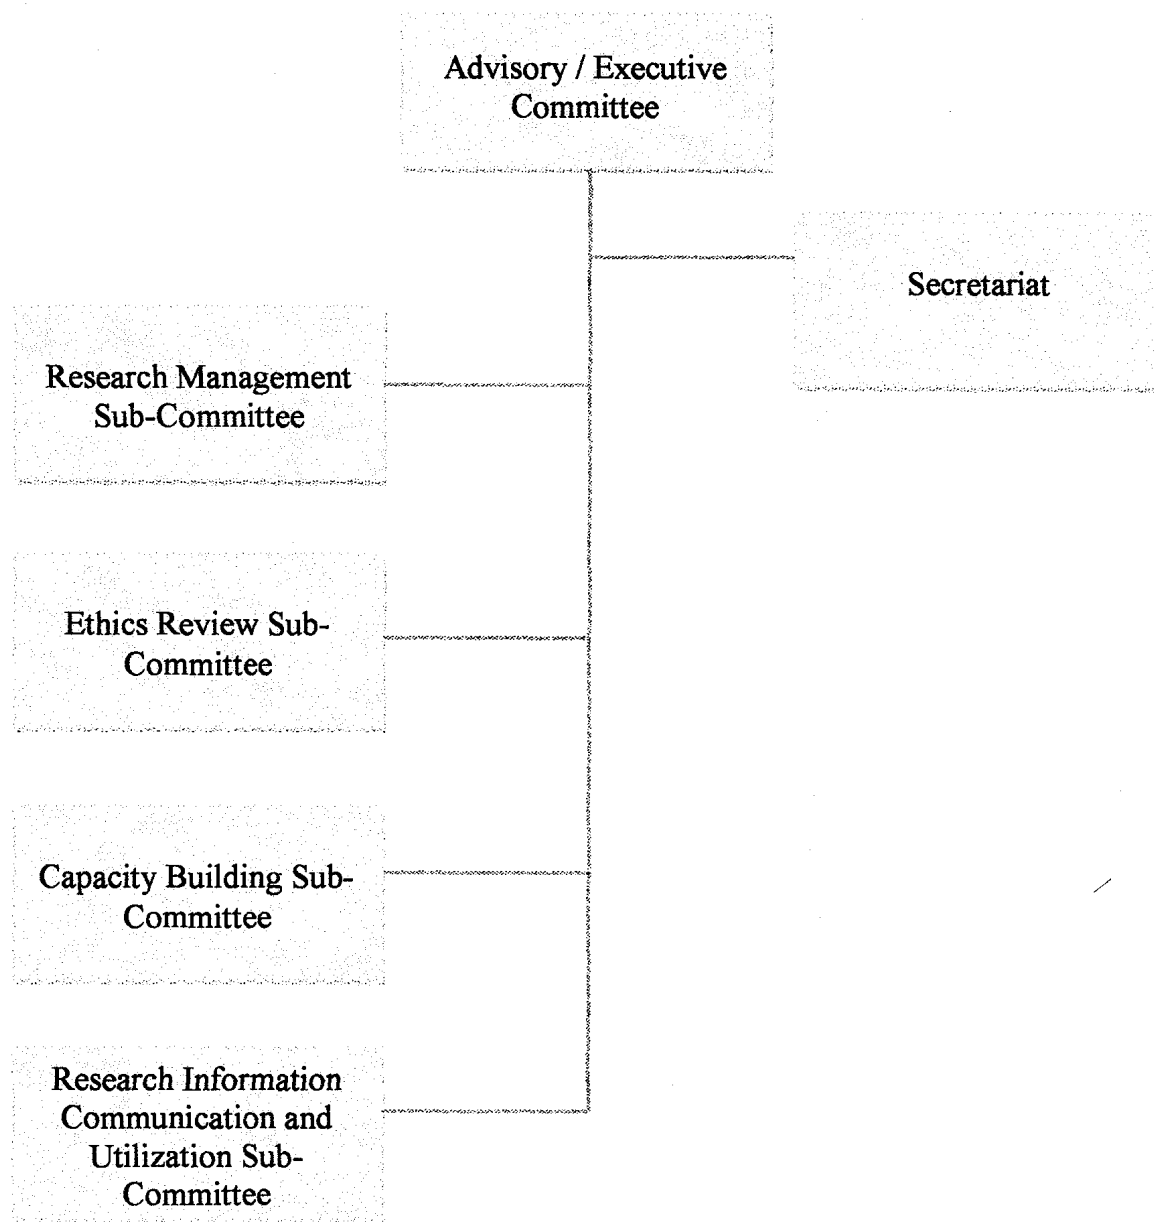 Advisory / Executive
Committee
Secretariat
Research Management
Sub-Committee
Ethics Review Sub-
Committee
Capacity Building Sub-
Committee
Research Information
Communication and
Utilization Sub-
Committee